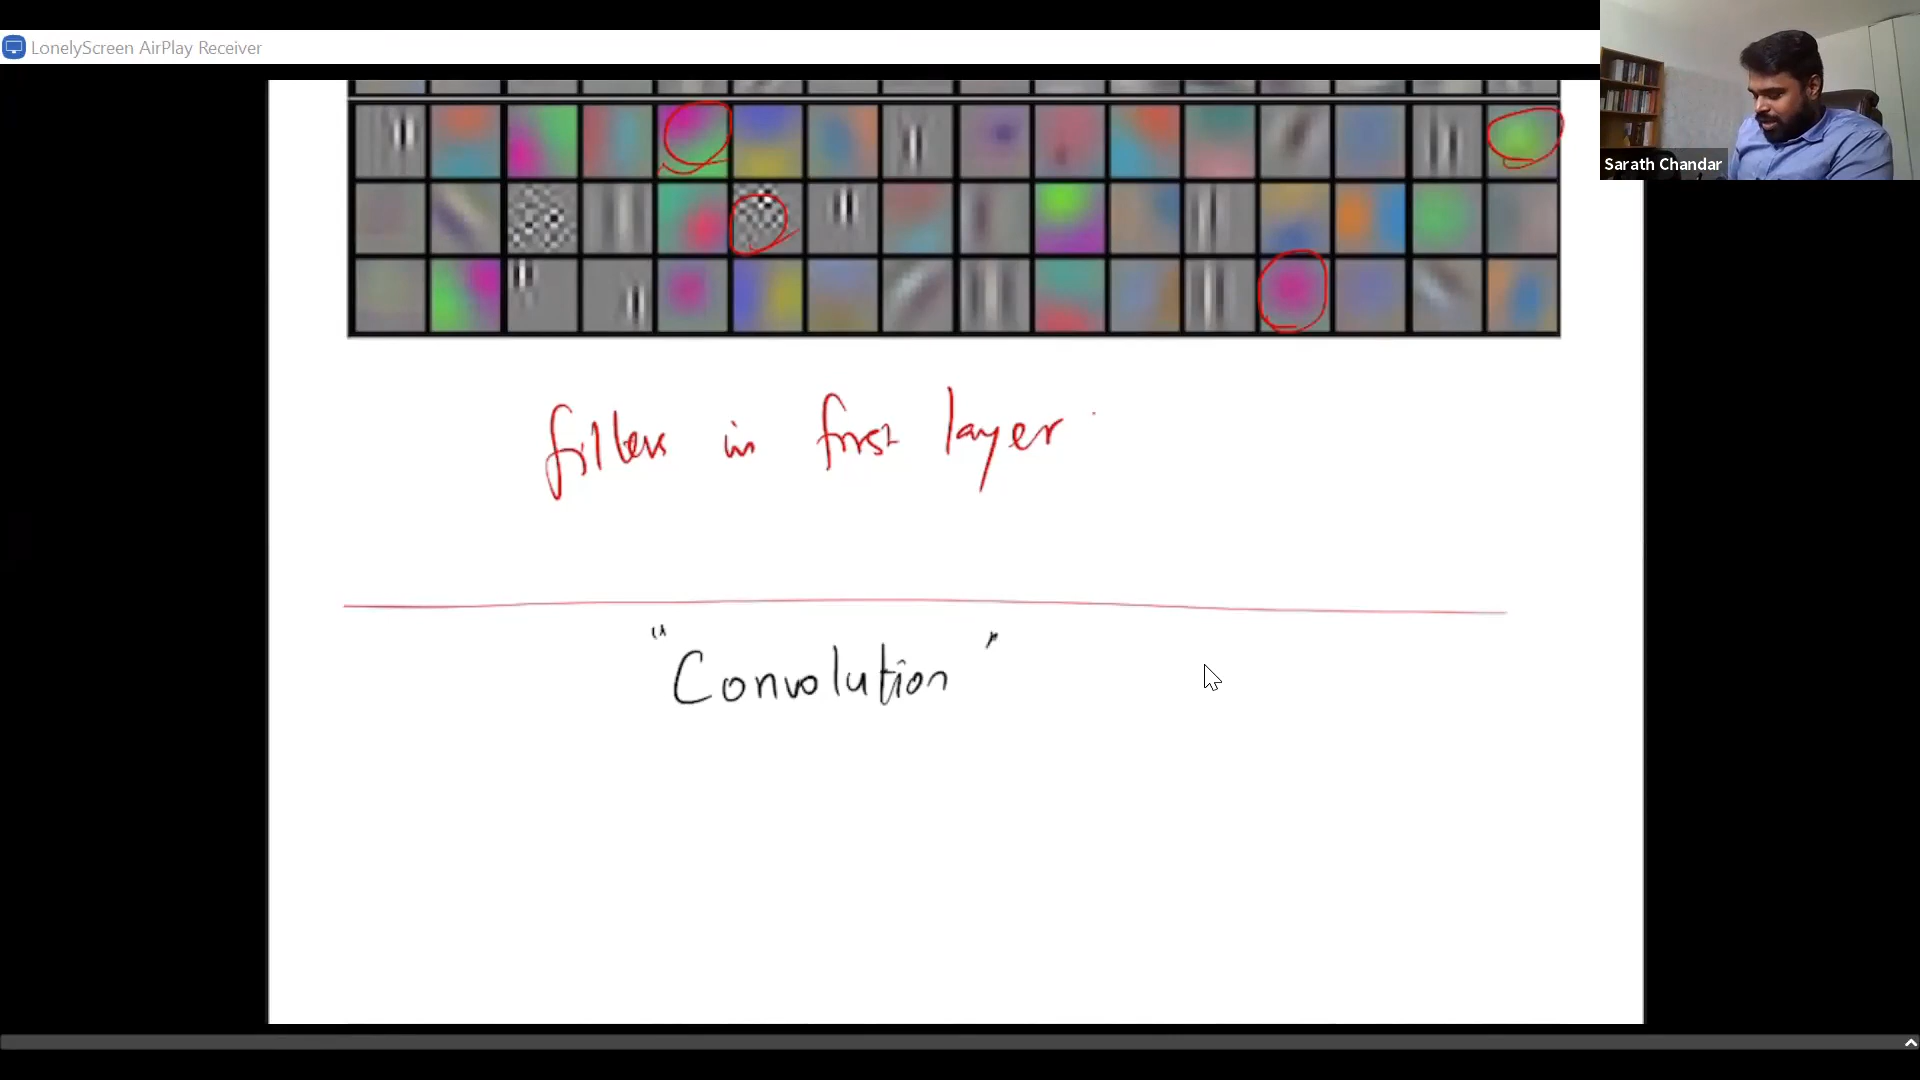 LonelyScreen AirPlay Receiver
Sarath Chandar
filters in first layer
"Convolution"